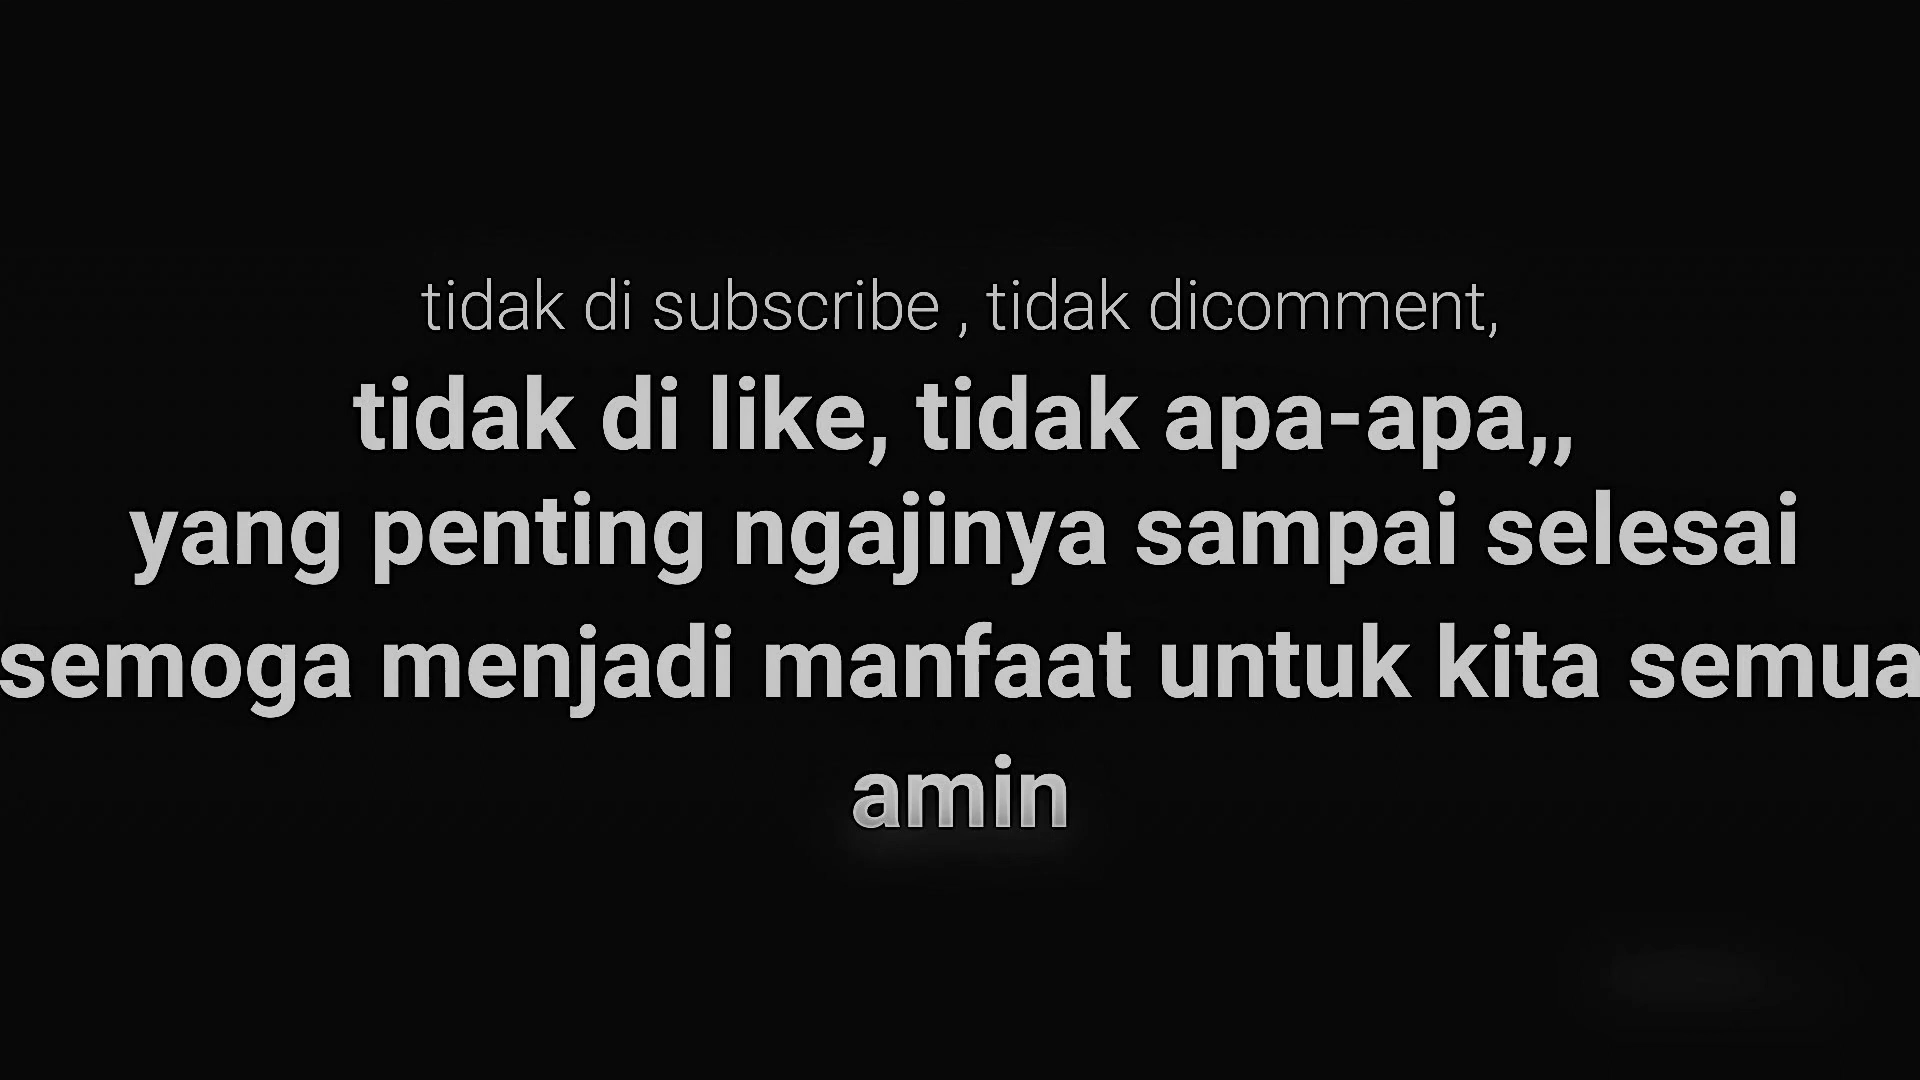 tidak di subscribe , tidak dicomment,
tidak di like, tidak apa-apa,,
yang penting ngajinya sampai selesai
semoga menjadi manfaat untuk kita semua
amin